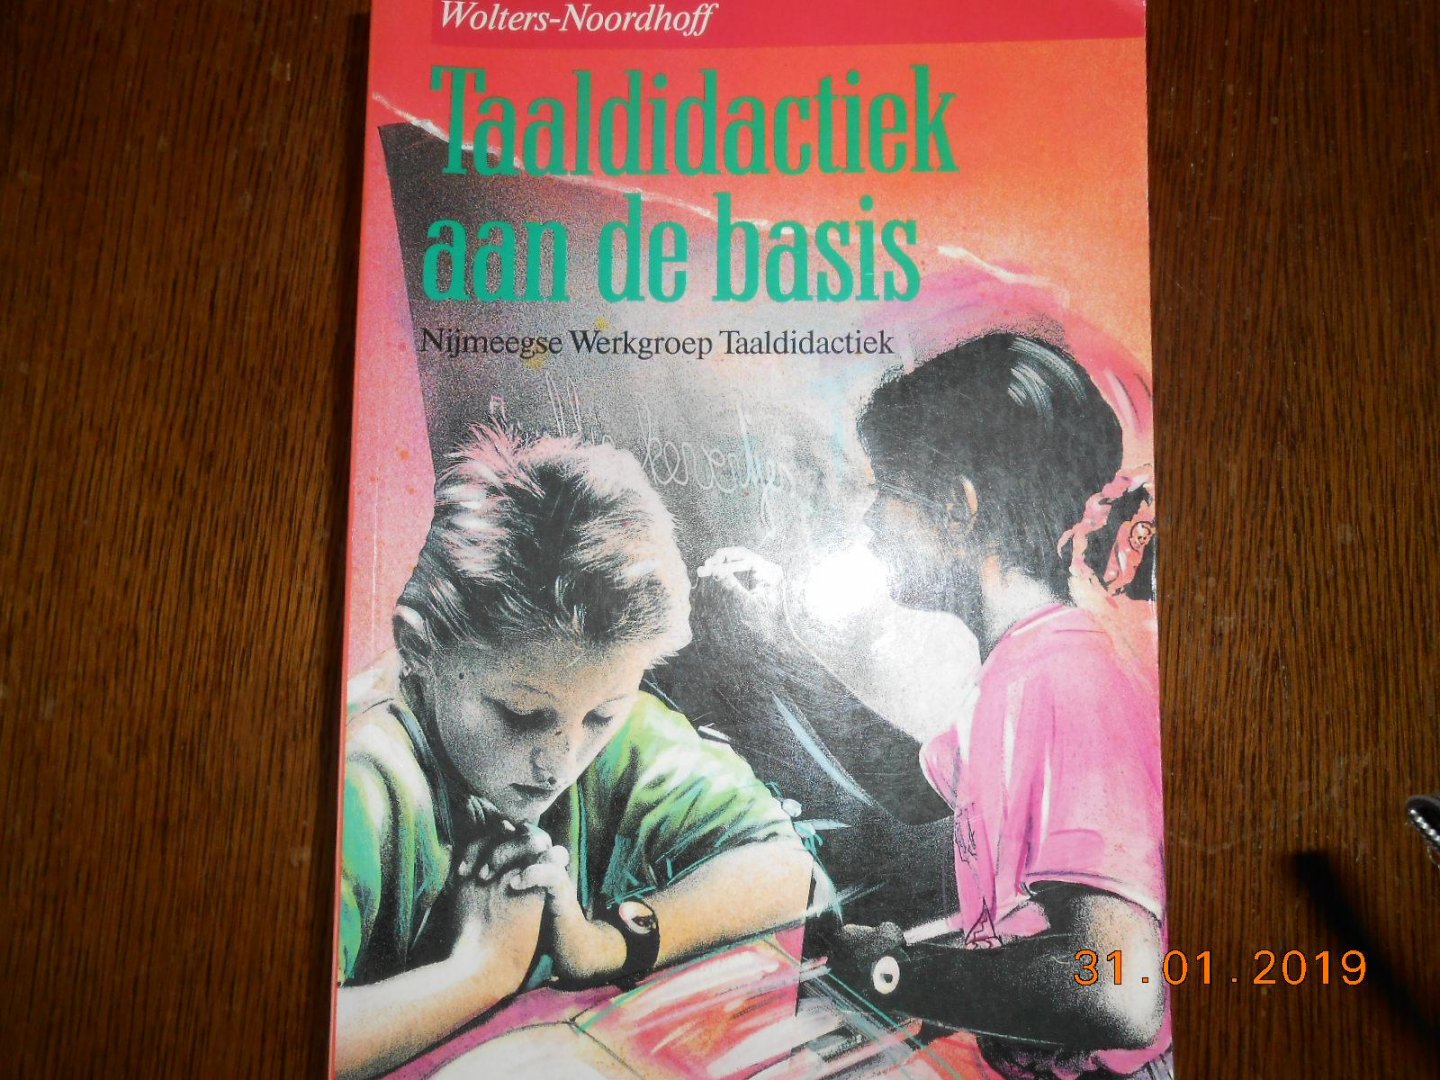 Wolters-Noordhoff
Taaldidactiek
aan de basis
Nijmeegse Werkgroep Taaldidactiek
31.01.2019